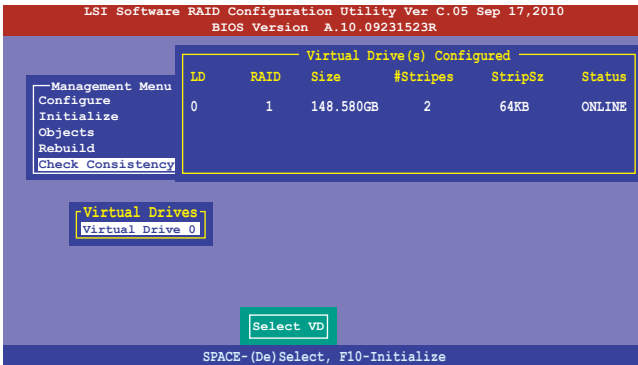 LSI Software RAID Configuration Utility Ver C.05 Sep 17,2010
BIOS Version A.10.09231523R
Virtual Drive(s) Configured
LD RAID Size #Stripes StripSz Status
0 1 148.580GB 2 64KB ONLINE
Management Menu
Configure
Initialize
Objects
Rebuild
Check Consistency
Virtual Drives
Virtual Drive 0
Select VD
SPACE-(De)Select, F10-Initialize